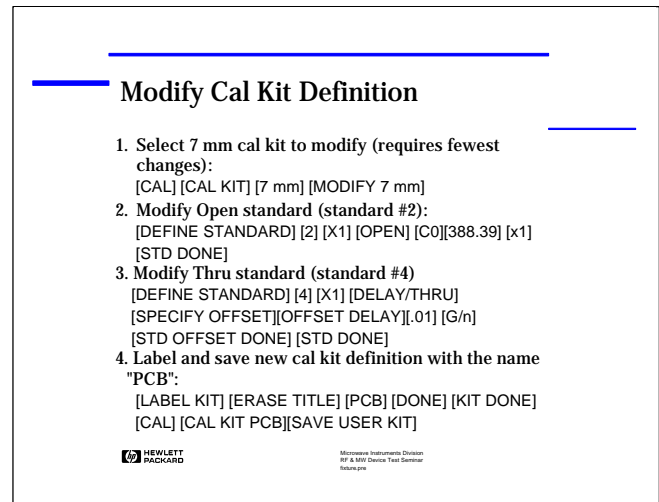 Modify Cal Kit Definition
1. Select 7 mm cal kit to modify (requires fewest
changes):
[CAL] [CAL KIT] [7 mm] [MODIFY 7 mm]
2. Modify Open standard (standard #2):
[DEFINE STANDARD] [2] [X1] [OPEN] [C0][388.39] [x1]
[STD DONE]
3. Modify Thru standard (standard #4)
[DEFINE STANDARD] [4] [X1] [DELAY/THRU]
[SPECIFY OFFSET][OFFSET DELAY][.01] [G/n]
[STD OFFSET DONE] [STD DONE]
4. Label and save new cal kit definition with the name
"PCB":
[LABEL KIT] [ERASE TITLE] [PCB] [DONE] [KIT DONE]
[CAL] [CAL KIT PCB][SAVE USER KIT]
hp HEWLETT
PACKARD
Microwave Instruments Division
RF & MW Device Test Seminar
fixture.pre